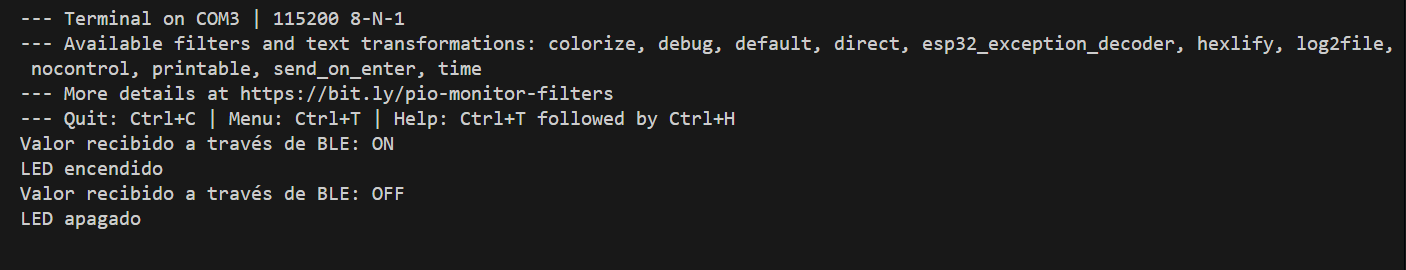 --- Terminal on COM3 | 115200 8-N-1
--- Available filters and text transformations: colorize, debug, default, direct, esp32_exception_decoder, hexlify, log2file,
nocontrol, printable, send_on_enter, time
--- More details at https://bit.ly/pio-monitor-filters
--- Quit: Ctrl+C | Menu: Ctrl+T | Help: Ctrl+T followed by Ctrl+H
Valor recibido a través de BLE: ON
LED encendido
Valor recibido a través de BLE: OFF
LED apagado